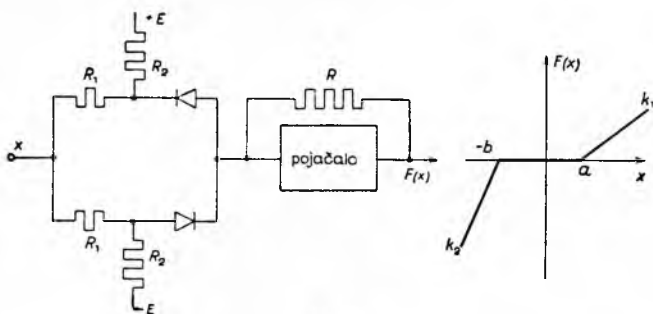 +E
R₂
R₁
x
R
pojačalo
F(x)
R₁
R₂
-E
F(x)
k₁
-b
a
x
k₂